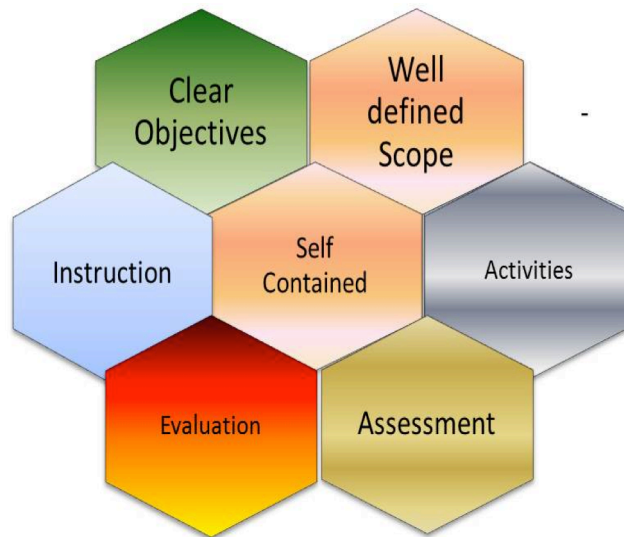 Clear
Objectives
Well
defined
Scope
-
Instruction
Self
Contained
Activities
Evaluation
Assessment